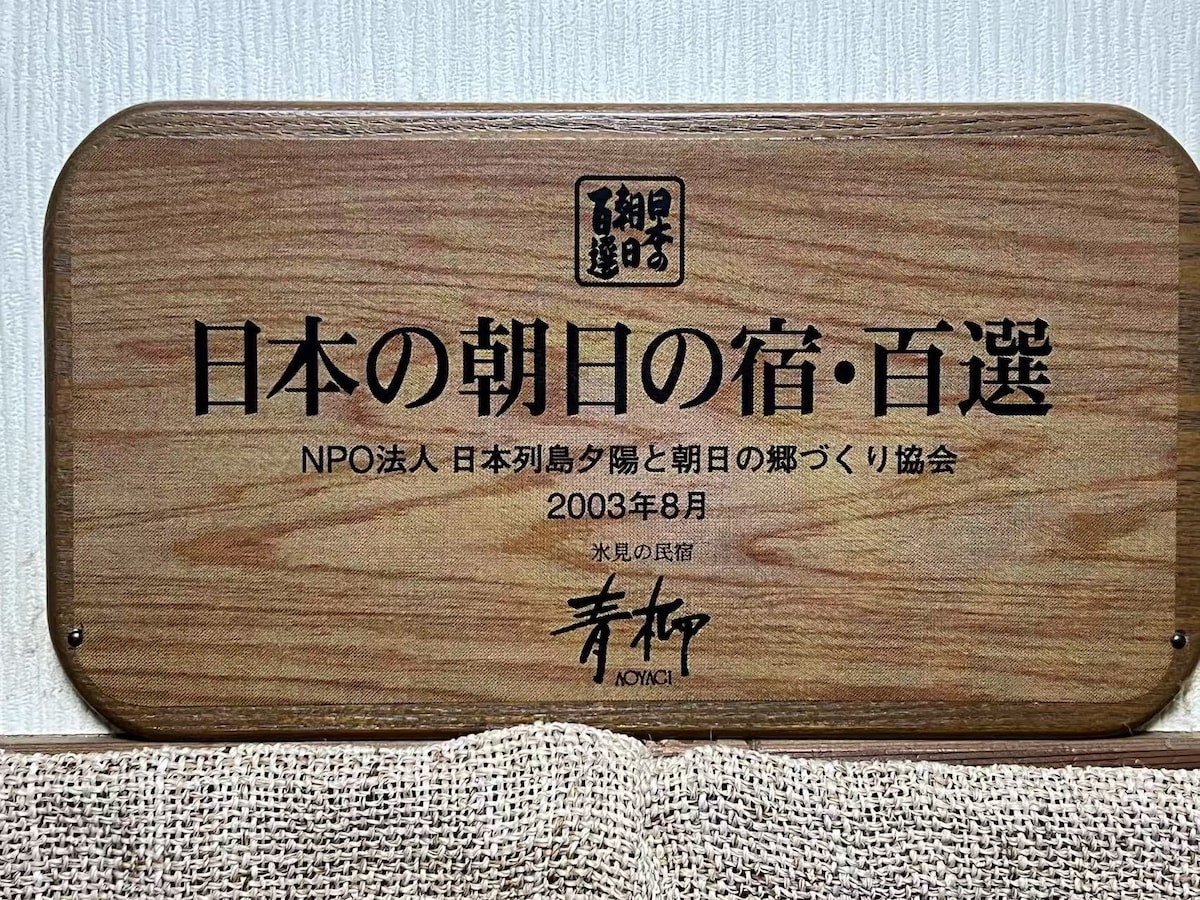 日本の
朝日
百選
日本の朝日の宿・百選
NPO法人 日本列島夕陽と朝日の郷づくり協会
2003年8月
氷見の民宿
青柳
AOYAGI